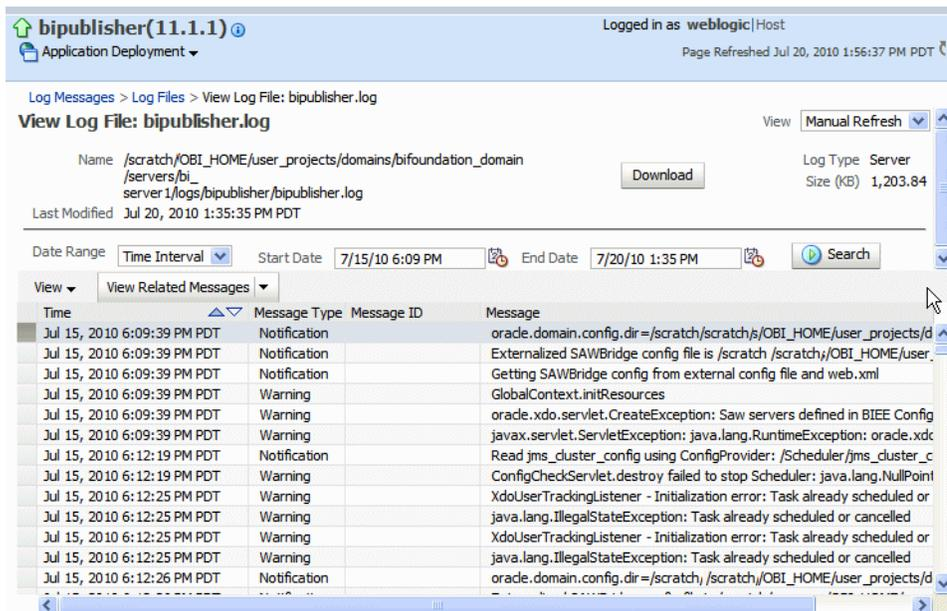 bipublisher(11.1.1)
Logged in as weblogic|Host
Application Deployment
Page Refreshed Jul 20, 2010 1:56:37 PM PDT
Log Messages > Log Files > View Log File: bipublisher.log
View Log File: bipublisher.log
View Manual Refresh
Name /scratch/OBI_HOME/user_projects/domains/bifoundation_domain
/servers/bi_
server1/logs/bipublisher/bipublisher.log
Download
Log Type Server
Size (KB) 1,203.84
Last Modified Jul 20, 2010 1:35:35 PM PDT
Date Range Time Interval Start Date 7/15/10 6:09 PM End Date 7/20/10 1:35 PM Search
View View Related Messages
Time Message Type Message ID Message
Jul 15, 2010 6:09:39 PM PDT Notification oracle.domain.config.dir=/scratch/scratch/s/OBI_HOME/user_projects/d
Jul 15, 2010 6:09:39 PM PDT Notification Externalized SAWBridge config file is /scratch /scratch/,/OBI_HOME/user_
Jul 15, 2010 6:09:39 PM PDT Notification Getting SAWBridge config from external config file and web.xml
Jul 15, 2010 6:09:39 PM PDT Warning GlobalContext.initResources
Jul 15, 2010 6:09:39 PM PDT Warning oracle.xdo.servlet.CreateException: Saw servers defined in BIEE Config
Jul 15, 2010 6:09:39 PM PDT Warning javax.servlet.ServletException: java.lang.RuntimeException: oracle.xdo
Jul 15, 2010 6:12:19 PM PDT Notification Read jms_cluster_config using ConfigProvider: /Scheduler/jms_cluster_c
Jul 15, 2010 6:12:19 PM PDT Warning ConfigCheckServlet.destroy failed to stop Scheduler: java.lang.NullPoint
Jul 15, 2010 6:12:25 PM PDT Warning XdoUserTrackingListener - Initialization error: Task already scheduled or
Jul 15, 2010 6:12:25 PM PDT Warning java.lang.IllegalStateException: Task already scheduled or cancelled
Jul 15, 2010 6:12:25 PM PDT Warning XdoUserTrackingListener - Initialization error: Task already scheduled or
Jul 15, 2010 6:12:25 PM PDT Warning java.lang.IllegalStateException: Task already scheduled or cancelled
Jul 15, 2010 6:12:26 PM PDT Notification oracle.domain.config.dir=/scratch/ /scratch/,/OBI_HOME/user_projects/d